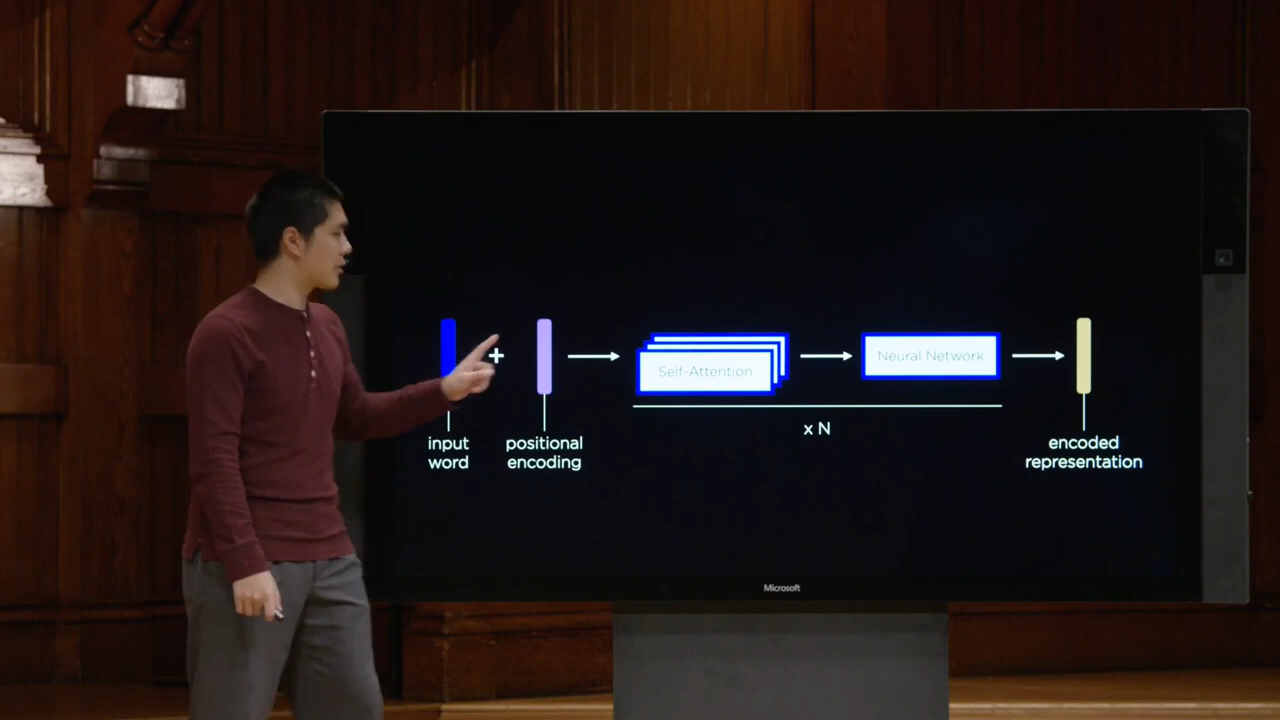 +
Self-Attention
Neural Network
x N
input
word
positional
encoding
encoded
representation
Microsoft